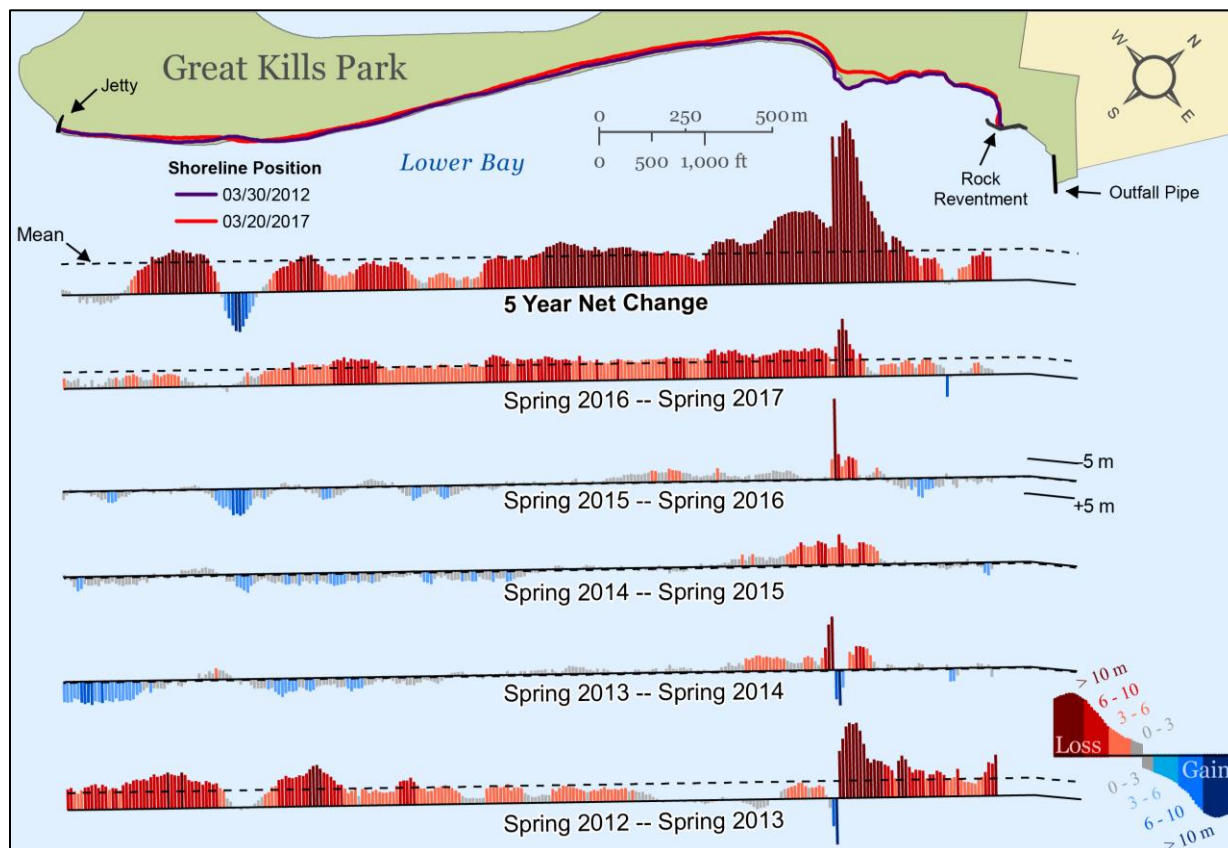 Great Kills Park
Jetty
W
N
S
E
0 250 500 m
0 500 1,000 ft
Lower Bay
Shoreline Position
03/30/2012
03/20/2017
Rock
Reventment
Outfall Pipe
Mean
5 Year Net Change
Spring 2016 -- Spring 2017
-5 m
+5 m
Spring 2015 -- Spring 2016
Spring 2014 -- Spring 2015
Spring 2013 -- Spring 2014
> 10 m
6 - 10
3 - 6
0 - 3
Loss
Gain
0 - 3
3 - 6
6 - 10
> 10 m
Spring 2012 -- Spring 2013